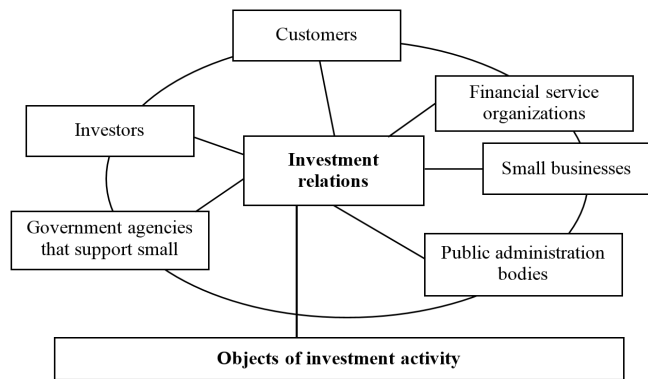 Customers
Financial service
organizations
Investors
Investment
relations
Small businesses
Government agencies
that support small
Public administration
bodies
Objects of investment activity